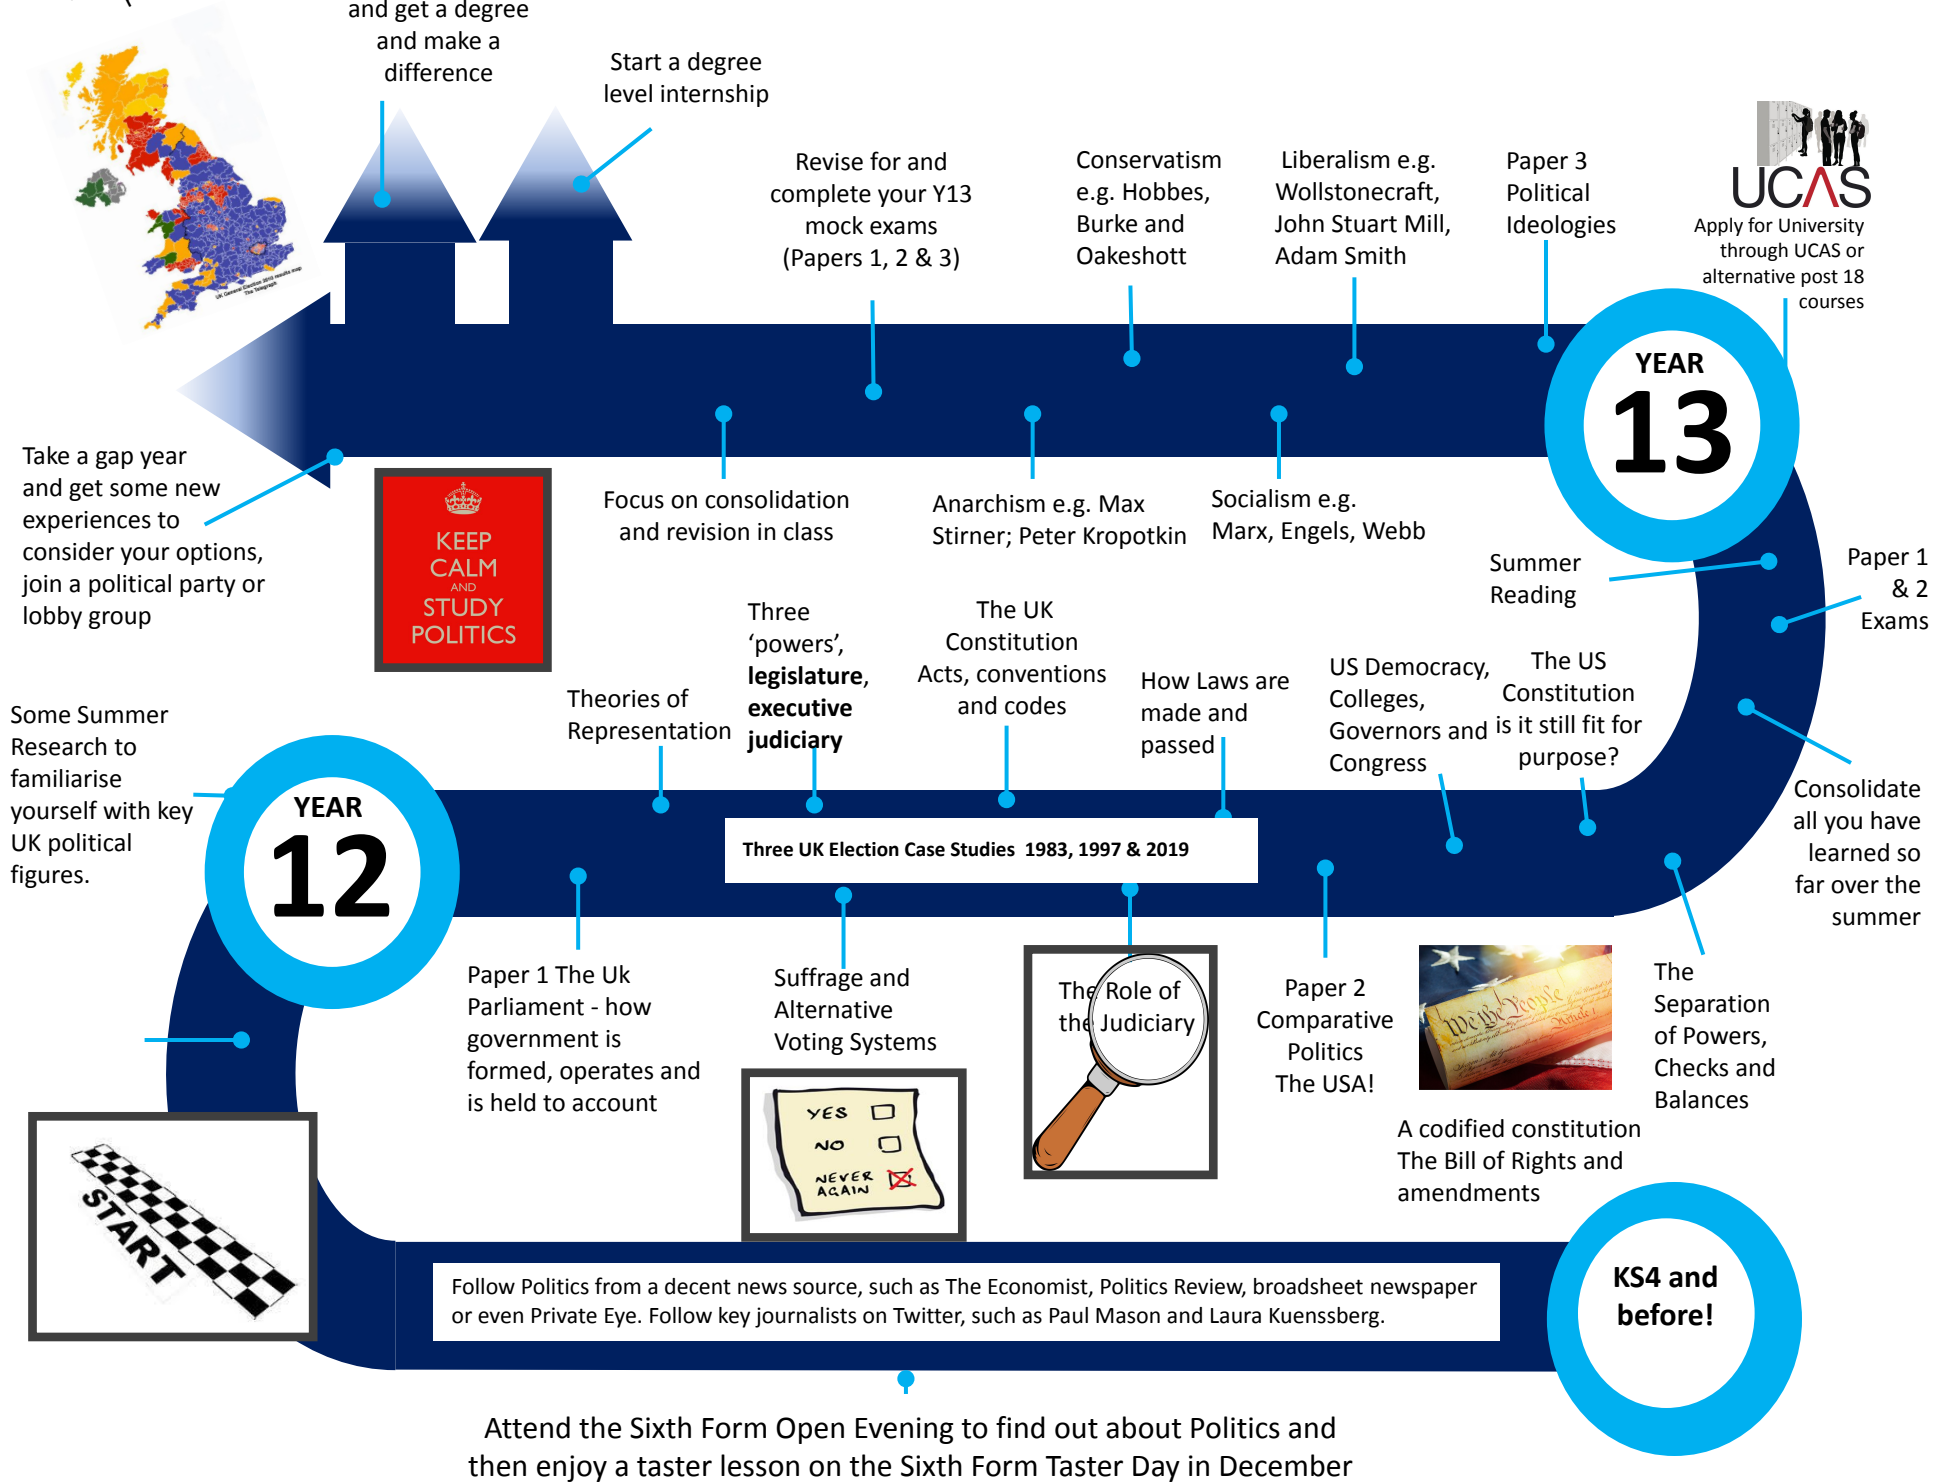 and get a degree
and make a
difference
Start a degree
level internship
UK General Election 2010 results map.
The Telegraph
Revise for and
complete your Y13
mock exams
(Papers 1, 2 & 3)
Conservatism
e.g. Hobbes,
Burke and
Oakeshott
Liberalism e.g.
Wollstonecraft,
John Stuart Mill,
Adam Smith
Paper 3
Political
Ideologies
UCAS
Apply for University
through UCAS or
alternative post 18
courses
YEAR
13
Take a gap year
and get some new
experiences to
consider your options,
join a political party or
lobby group
KEEP
CALM
AND
STUDY
POLITICS
Focus on consolidation
and revision in class
Anarchism e.g. Max
Stirner; Peter Kropotkin
Socialism e.g.
Marx, Engels, Webb
Summer
Reading
Paper 1
& 2
Exams
Some Summer
Research to
familiarise
yourself with key
UK political
figures.
YEAR
12
Theories of
Representation
Three
‘powers’,
legislature,
executive
judiciary
The UK
Constitution
Acts, conventions
and codes
How Laws are
made and
passed
US Democracy,
Colleges,
Governors and
Congress
The US
Constitution
is it still fit for
purpose?
Consolidate
all you have
learned so
far over the
summer
Three UK Election Case Studies 1983, 1997 & 2019
Paper 1 The Uk
Parliament - how
government is
formed, operates and
is held to account
Suffrage and
Alternative
Voting Systems
YES
NO
NEVER
AGAIN
The Role of
the Judiciary
Paper 2
Comparative
Politics
The USA!
We the People
Article I
A codified constitution
The Bill of Rights and
amendments
The
Separation
of Powers,
Checks and
Balances
START
Follow Politics from a decent news source, such as The Economist, Politics Review, broadsheet newspaper
or even Private Eye. Follow key journalists on Twitter, such as Paul Mason and Laura Kuenssberg.
KS4 and
before!
Attend the Sixth Form Open Evening to find out about Politics and
then enjoy a taster lesson on the Sixth Form Taster Day in December